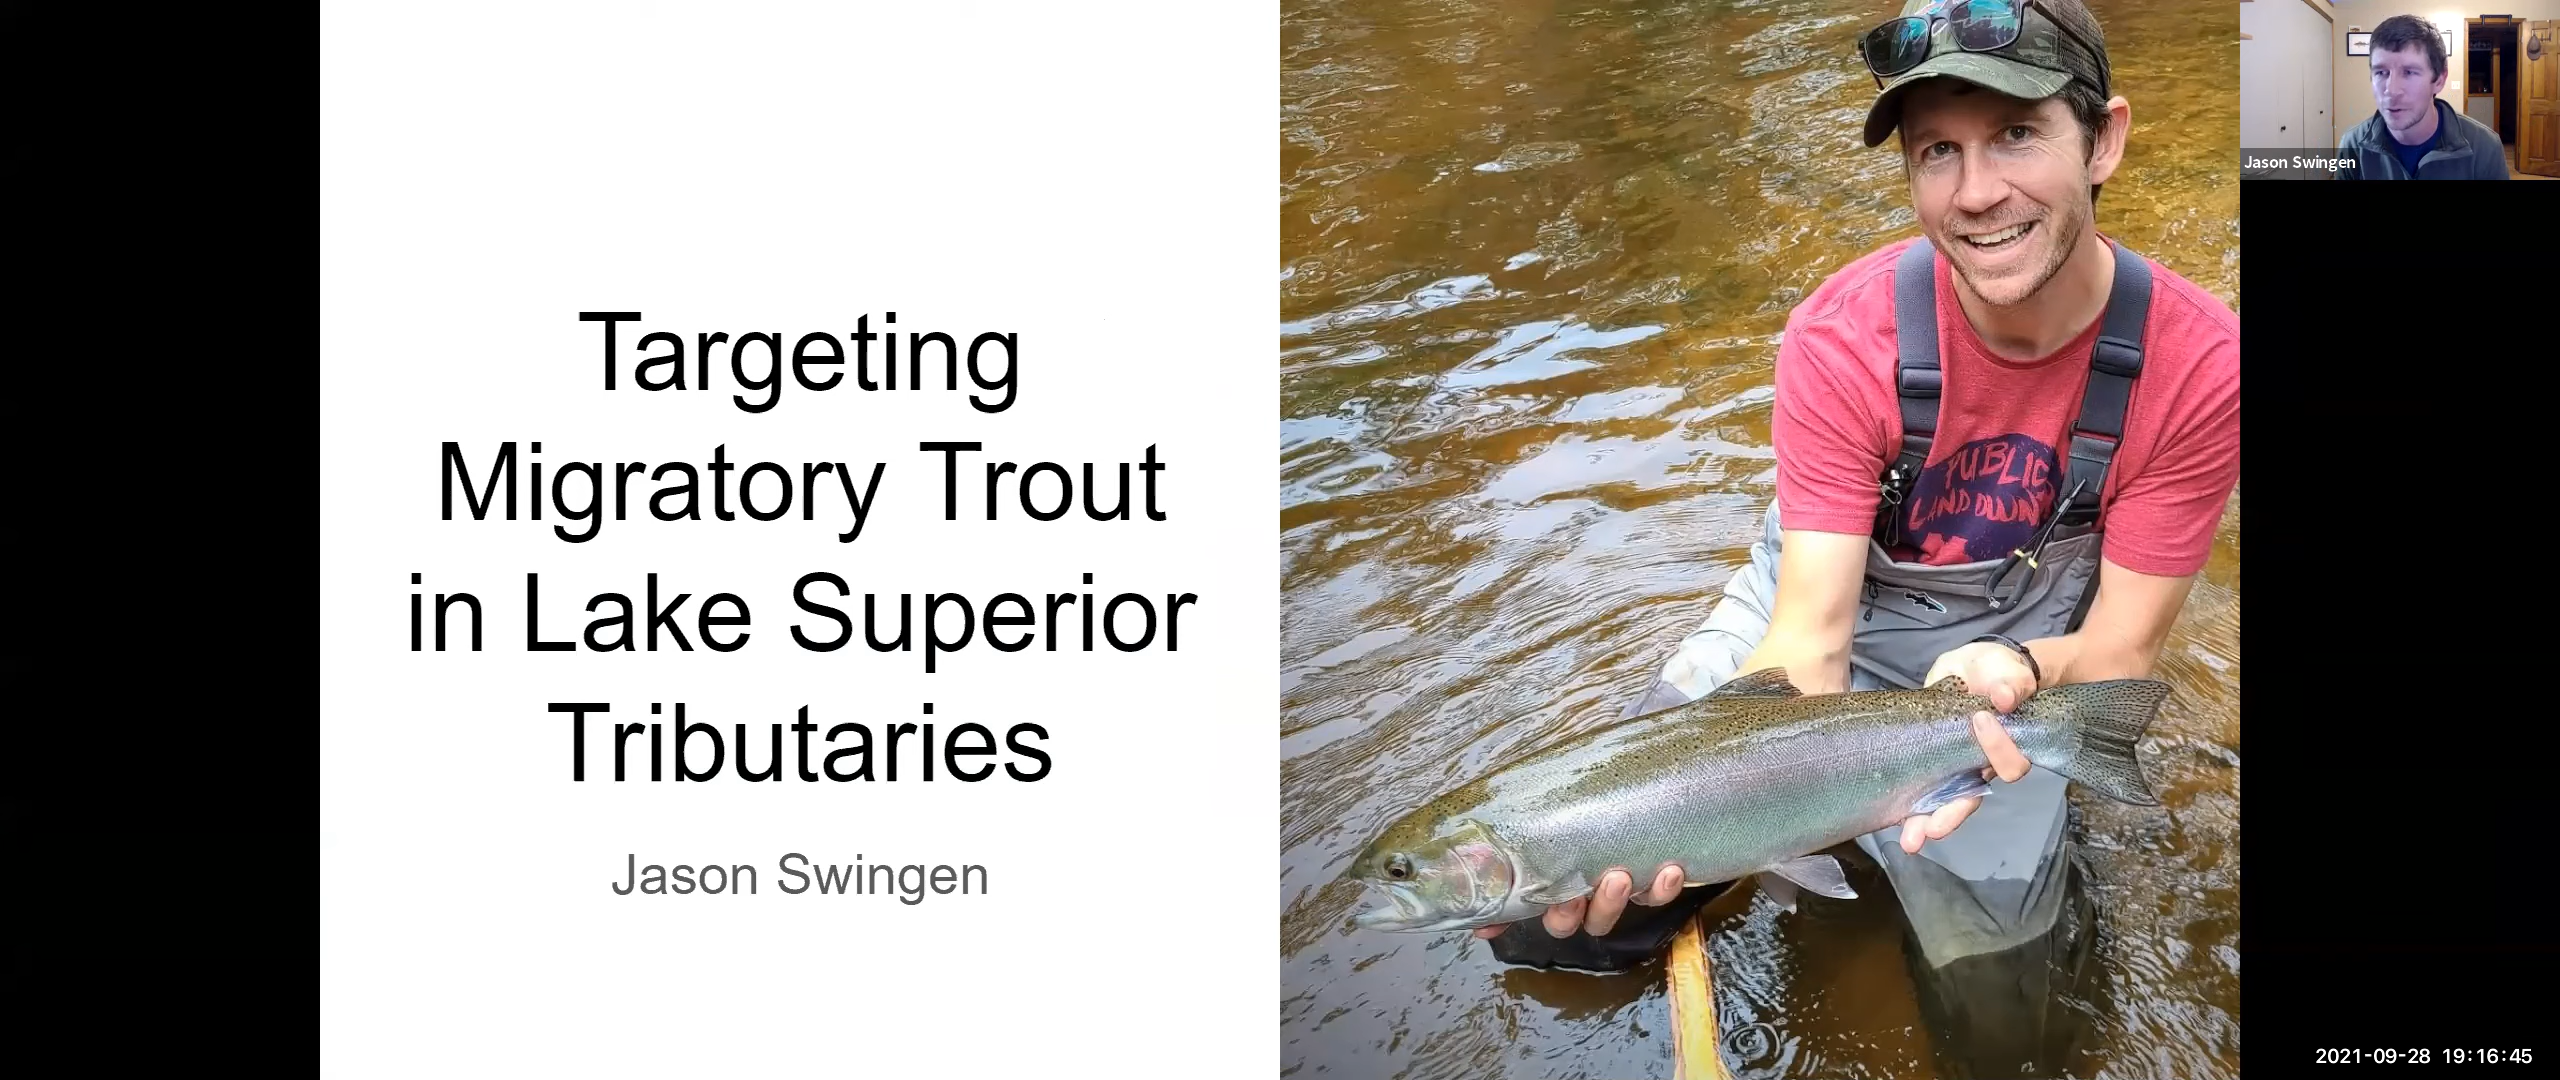 Targeting
Migratory Trout
in Lake Superior
Tributaries
Jason Swingen
PUBLIC
LAND OWN
Jason Swingen
2021-09-28 19:16:45